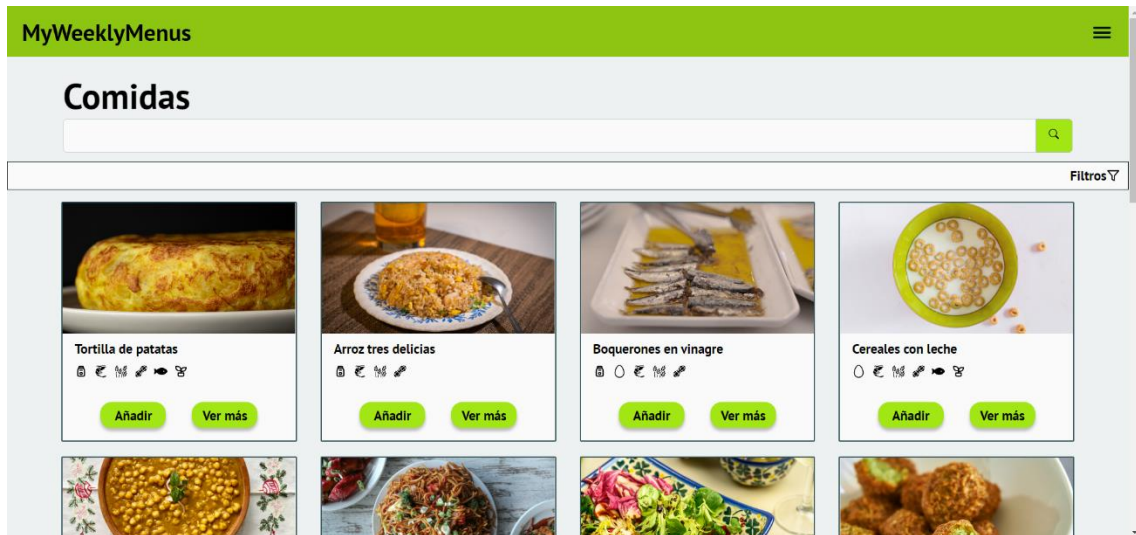 MyWeeklyMenus
Comidas
Filtros
Tortilla de patatas
Añadir Ver más
Arroz tres delicias
Añadir Ver más
Boquerones en vinagre
Añadir Ver más
Cereales con leche
Añadir Ver más